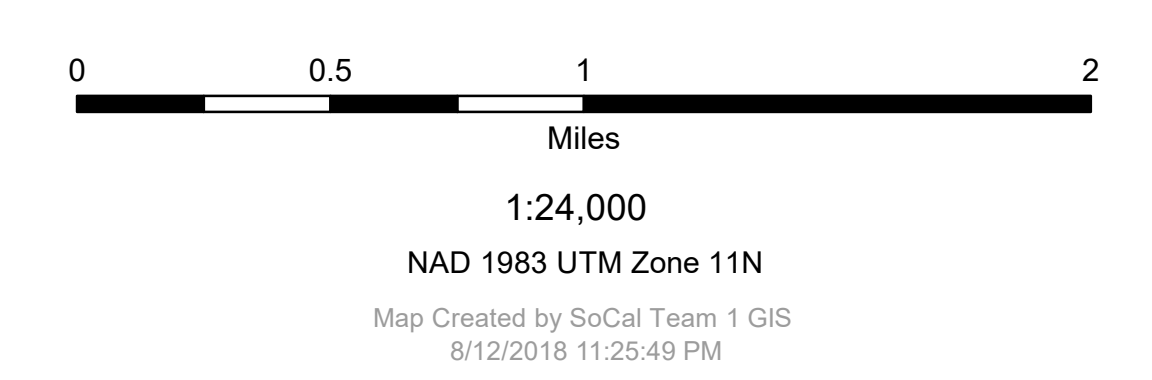 0 0.5 1 2
Miles
1:24,000
NAD 1983 UTM Zone 11N
Map Created by SoCal Team 1 GIS
8/12/2018 11:25:49 PM